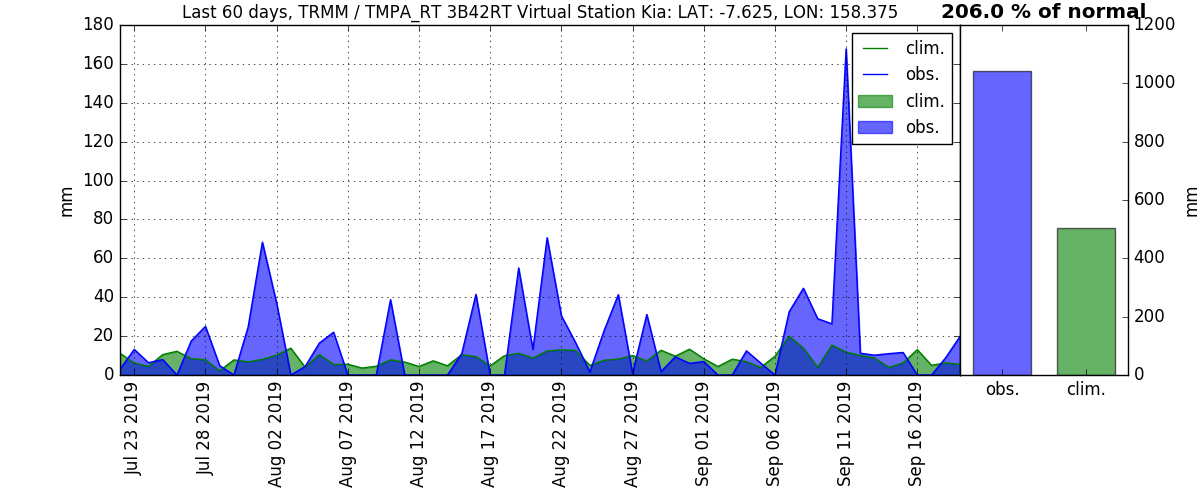 Last 60 days, TRMM / TMPA_RT 3B42RT Virtual Station Kia: LAT: -7.625, LON: 158.375
206.0 % of normal
mm
180
160
140
120
100
80
60
40
20
0
clim.
obs.
clim.
obs.
1200
1000
800
600
400
200
0
mm
Jul 23 2019
Jul 28 2019
Aug 02 2019
Aug 07 2019
Aug 12 2019
Aug 17 2019
Aug 22 2019
Aug 27 2019
Sep 01 2019
Sep 06 2019
Sep 11 2019
Sep 16 2019
obs.
clim.